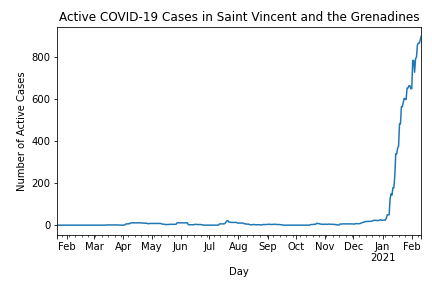 Active COVID-19 Cases in Saint Vincent and the Grenadines
Number of Active Cases
800
600
400
200
0
Feb Mar Apr May Jun Jul Aug Sep Oct Nov Dec Jan Feb
2021
Day